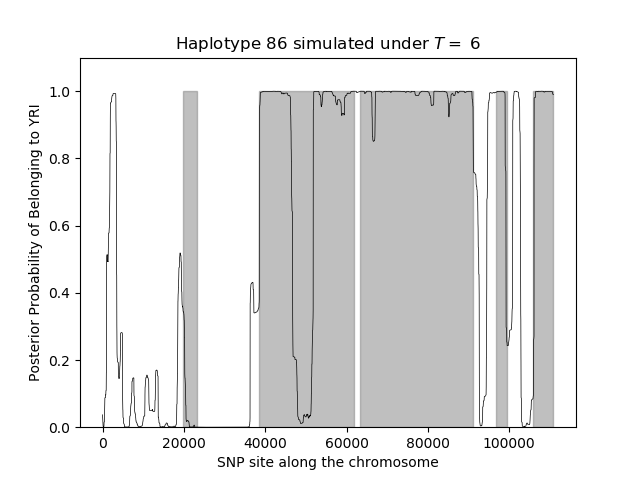 Haplotype 86 simulated under T = 6
Posterior Probability of Belonging to YRI
1.0
0.8
0.6
0.4
0.2
0.0
0 20000 40000 60000 80000 100000
SNP site along the chromosome